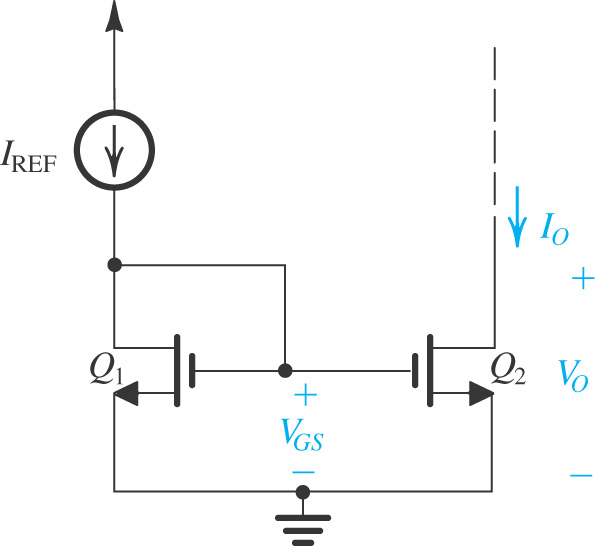 I_REF
I_O
+
Q_1
Q_2
+
V_O
V_GS
−
−